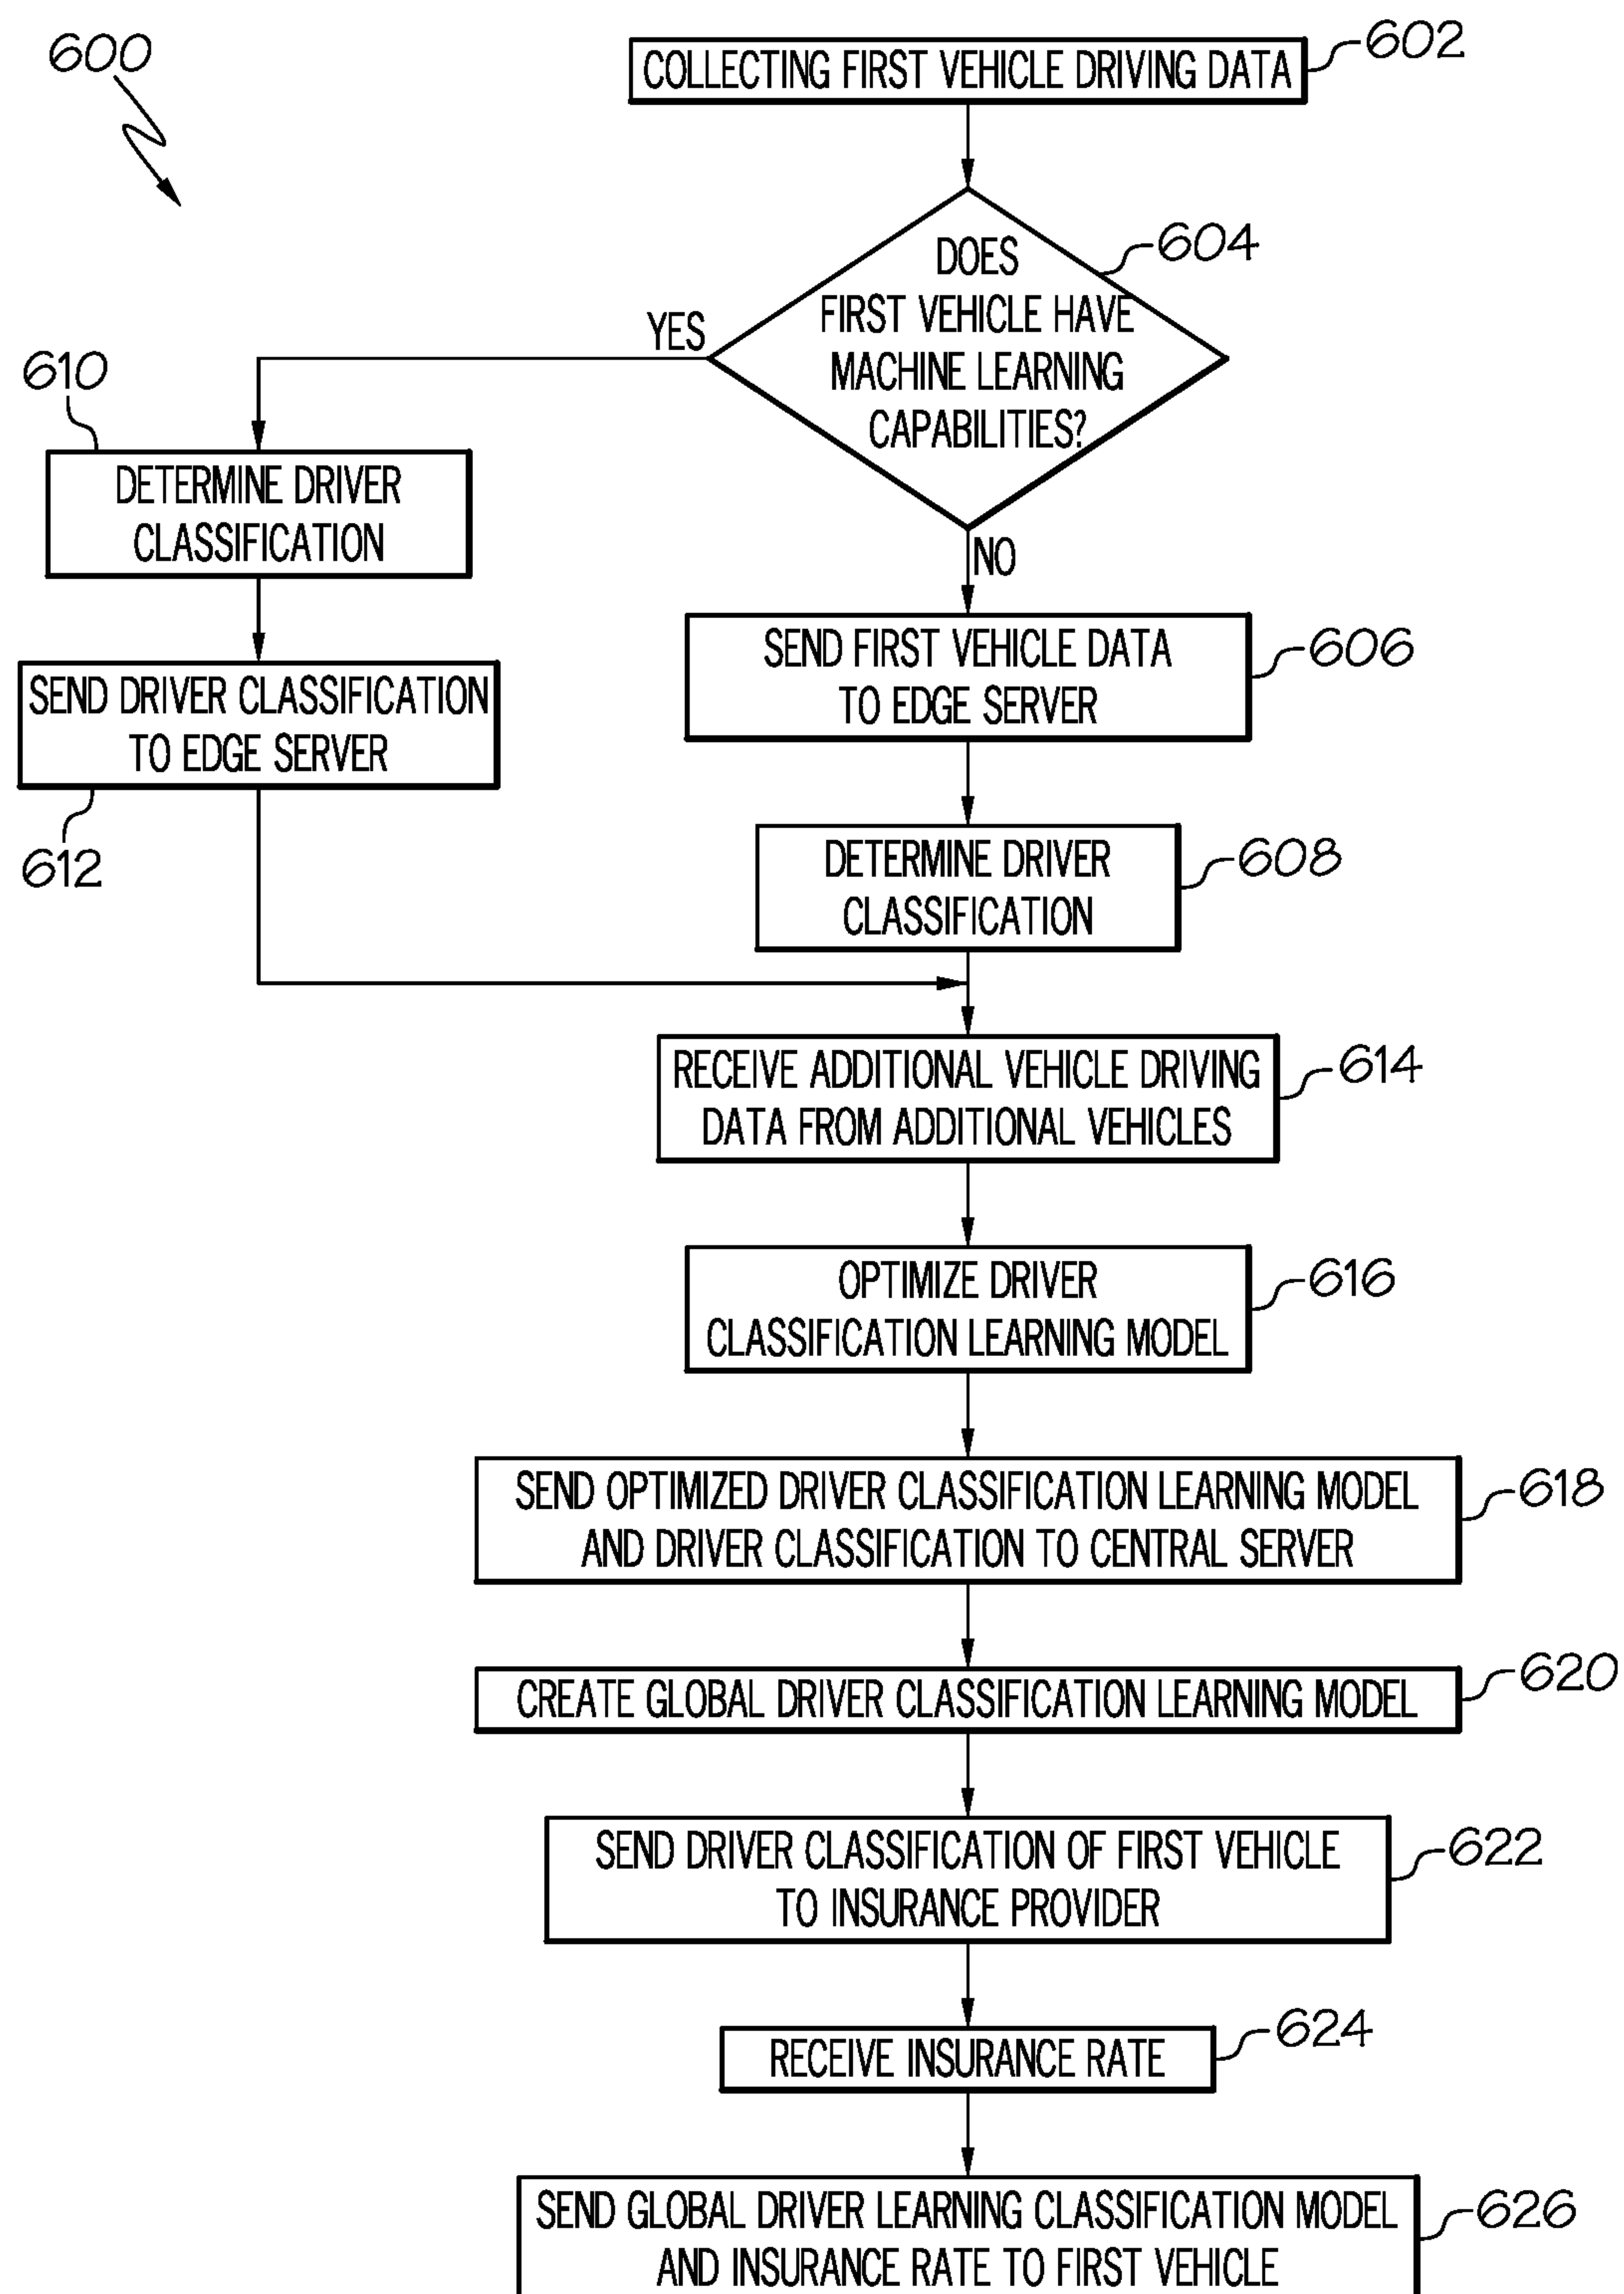 600
COLLECTING FIRST VEHICLE DRIVING DATA
602
DOES
FIRST VEHICLE HAVE
MACHINE LEARNING
CAPABILITIES?
604
YES
NO
610
DETERMINE DRIVER
CLASSIFICATION
SEND DRIVER CLASSIFICATION
TO EDGE SERVER
612
SEND FIRST VEHICLE DATA
TO EDGE SERVER
606
DETERMINE DRIVER
CLASSIFICATION
608
RECEIVE ADDITIONAL VEHICLE DRIVING
DATA FROM ADDITIONAL VEHICLES
614
OPTIMIZE DRIVER
CLASSIFICATION LEARNING MODEL
616
SEND OPTIMIZED DRIVER CLASSIFICATION LEARNING MODEL
AND DRIVER CLASSIFICATION TO CENTRAL SERVER
618
CREATE GLOBAL DRIVER CLASSIFICATION LEARNING MODEL
620
SEND DRIVER CLASSIFICATION OF FIRST VEHICLE
TO INSURANCE PROVIDER
622
RECEIVE INSURANCE RATE
624
SEND GLOBAL DRIVER LEARNING CLASSIFICATION MODEL
AND INSURANCE RATE TO FIRST VEHICLE
626